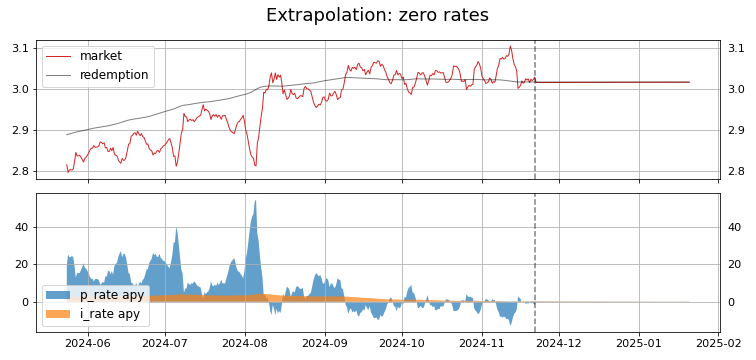 Extrapolation: zero rates
3.1
3.0
2.9
2.8
market
redemption
3.1
3.0
2.9
2.8
40
20
0
p_rate apy
i_rate apy
40
20
0
2024-06 2024-07 2024-08 2024-09 2024-10 2024-11 2024-12 2025-01 2025-02